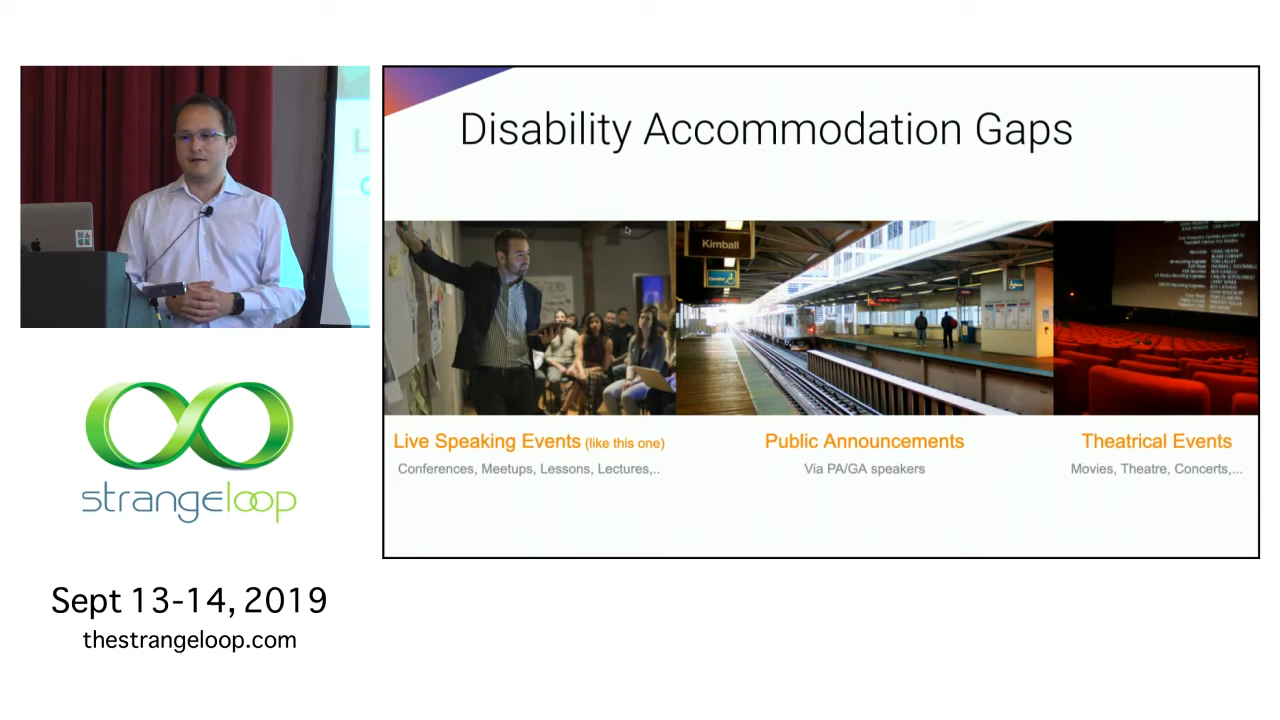 Disability Accommodation Gaps
Kimball
Live Speaking Events (like this one)
Conferences, Meetups, Lessons, Lectures,..
Public Announcements
Via PA/GA speakers
Theatrical Events
Movies, Theatre, Concerts,...
strangeloop
Sept 13-14, 2019
thestrangeloop.com